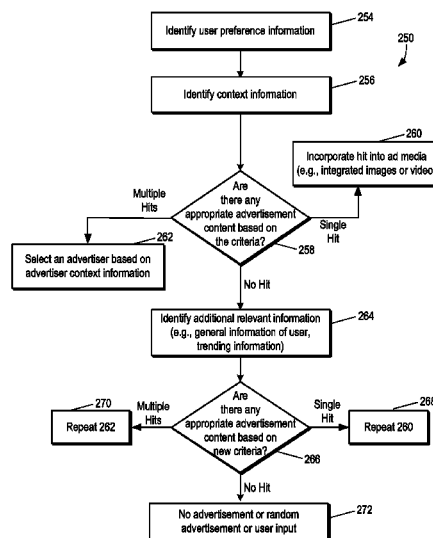 Identify user preference information
254
250
Identify context information
256
260
Incorporate hit into ad media
(e.g., integrated images or video
Multiple
Hits
Are
there any
appropriate advertisement
content based on
the criteria?
258
Single
Hit
262
Select an advertiser based on
advertiser context information
No Hit
Identify additional relevant information
(e.g., general information of user,
trending information)
264
270
Repeat 262
Multiple
Hits
Are
there any
appropriate advertisement
content based on
new criteria?
266
Single
Hit
Repeat 260
No Hit
No advertisement or random
advertisement or user input
272